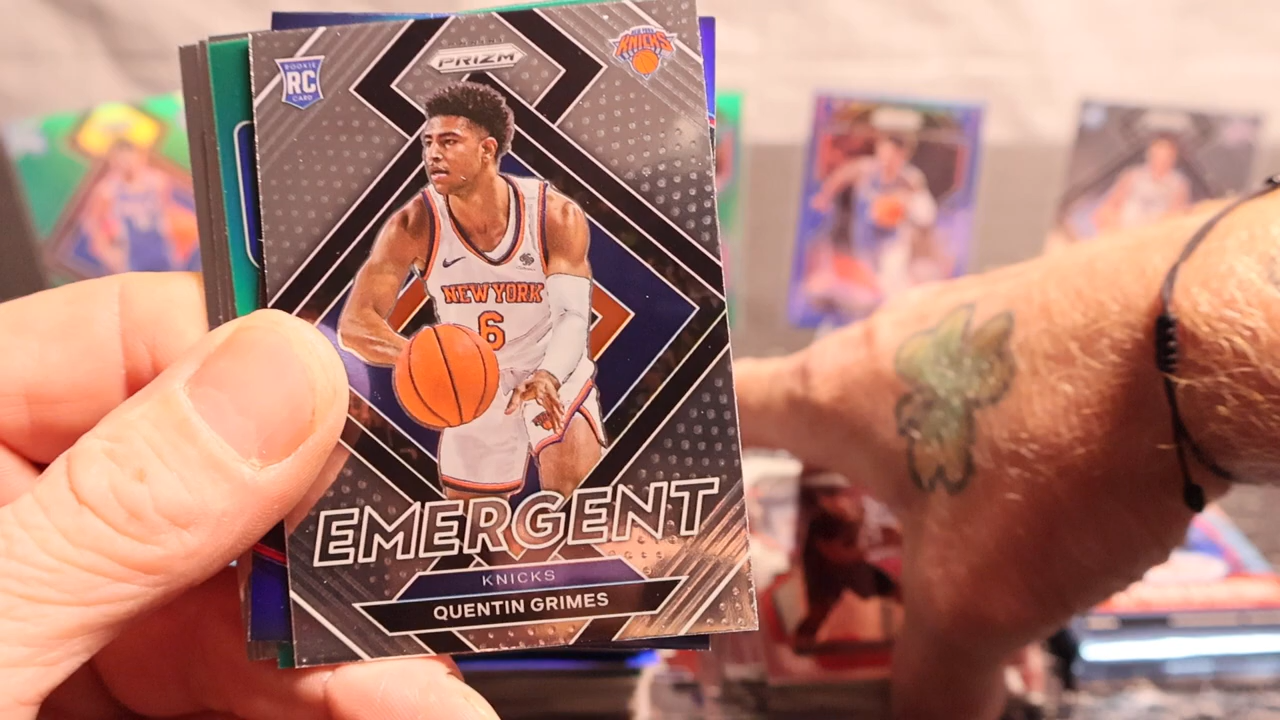 ROOKIE
RC
CARD
PRIZM
KNICKS
NEW YORK
6
EMERGENT
KNICKS
QUENTIN GRIMES